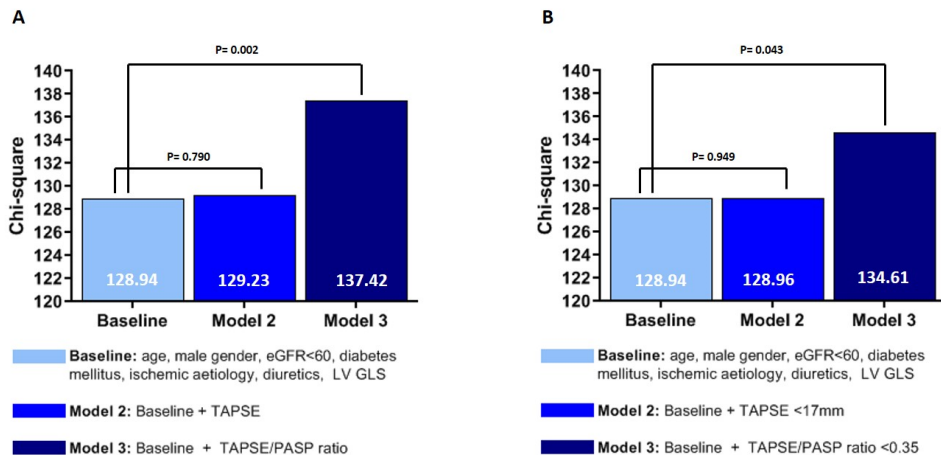 A
P= 0.002
140
138
136
134
132
130
128
126
124
122
120
Chi-square
P= 0.790
128.94
129.23
137.42
Baseline Model 2 Model 3
Baseline: age, male gender, eGFR<60, diabetes
mellitus, ischemic aetiology, diuretics, LV GLS
Model 2: Baseline + TAPSE
Model 3: Baseline + TAPSE/PASP ratio
B
P= 0.043
140
138
136
134
132
130
128
126
124
122
120
Chi-square
P= 0.949
128.94
128.96
134.61
Baseline Model 2 Model 3
Baseline: age, male gender, eGFR<60, diabetes
mellitus, ischemic aetiology, diuretics, LV GLS
Model 2: Baseline + TAPSE <17mm
Model 3: Baseline + TAPSE/PASP ratio <0.35